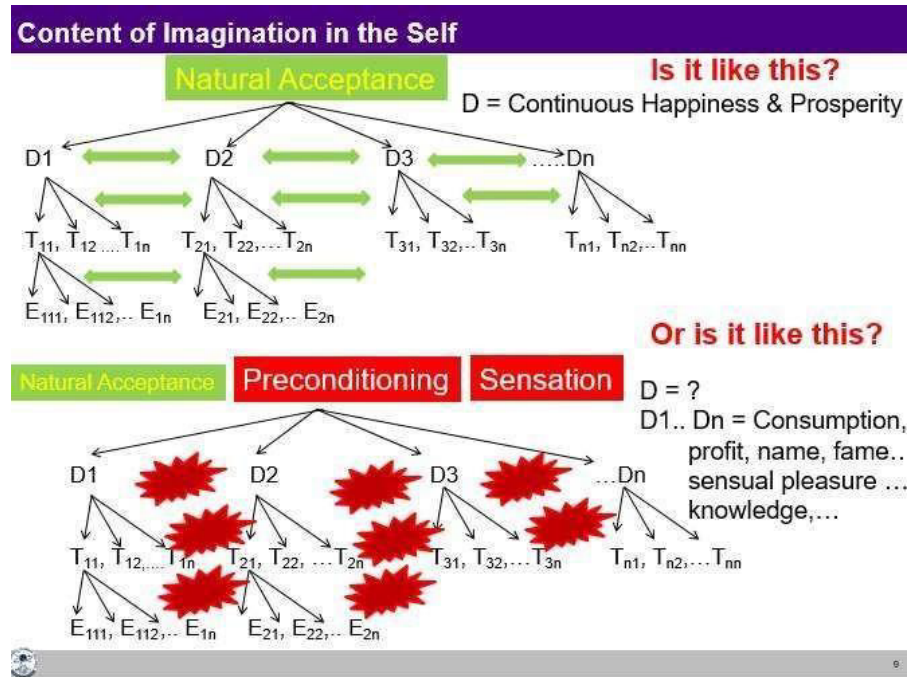 Content of Imagination in the Self
Natural Acceptance
Is it like this?
D = Continuous Happiness & Prosperity
D1 D2 D3 …..Dn
T11, T12 .... T1n T21, T22,… T2n T31, T32,..T3n Tn1, Tn2,..Tnn
E111, E112,.. E1n E21, E22,.. E2n
Or is it like this?
Natural Acceptance Preconditioning Sensation
D = ?
D1.. Dn = Consumption,
profit, name, fame..
sensual pleasure …
knowledge,…
D1 D2 D3 …Dn
T11, T12,.... T1n T21, T22, …T2n T31, T32,…T3n Tn1, Tn2,…Tnn
E111, E112,.. E1n E21, E22,.. E2n
9